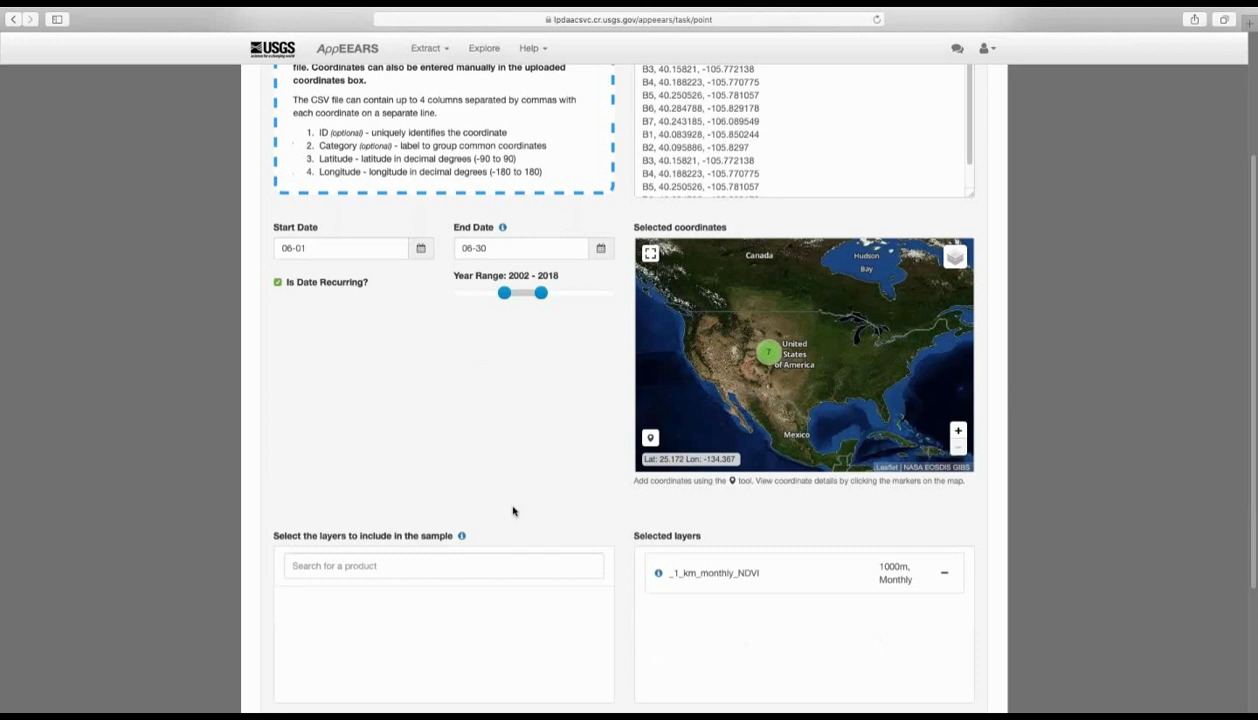 lpdaacsvc.cr.usgs.gov/appeears/task/point
USGS
science for a changing world
AppEEARS
Extract
Explore
Help
file. Coordinates can also be entered manually in the uploaded
coordinates box.
The CSV file can contain up to 4 columns separated by commas with
each coordinate on a separate line.
1. ID (optional) - uniquely identifies the coordinate
2. Category (optional) - label to group common coordinates
3. Latitude - latitude in decimal degrees (-90 to 90)
4. Longitude - longitude in decimal degrees (-180 to 180)
B3, 40.15821, -105.772138
B4, 40.188223, -105.770775
B5, 40.250526, -105.781057
B6, 40.284788, -105.829178
B7, 40.243185, -106.089549
B1, 40.083928, -105.850244
B2, 40.095886, -105.8297
B3, 40.15821, -105.772138
B4, 40.188223, -105.770775
B5, 40.250526, -105.781057
Start Date
06-01
End Date
06-30
Is Date Recurring?
Year Range: 2002 - 2018
Selected coordinates
Canada
Hudson
Bay
7
United
States
of America
Mexico
+
−
Lat: 25.172 Lon: -134.367
Leaflet | NASA EOSDIS GIBS
Add coordinates using the tool. View coordinate details by clicking the markers on the map.
Select the layers to include in the sample
Search for a product
Selected layers
_1_km_monthly_NDVI
1000m,
Monthly